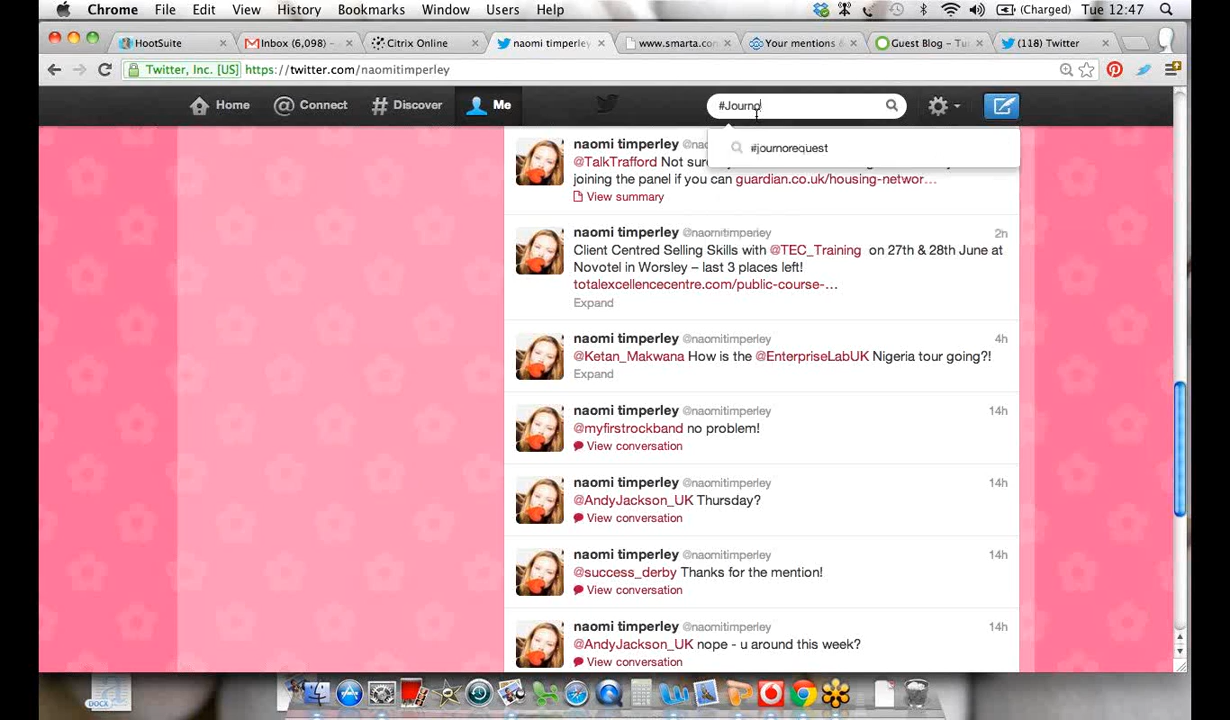 Chrome File Edit View History Bookmarks Window Users Help (Charged) Tue 12:47
HootSuite Inbox (6,098) – Citrix Online naomi timperley www.smarta.co Your mentions Guest Blog – (118) Twitter
Twitter, Inc. [US] https://twitter.com/naomitimperley
Home @ Connect # Discover Me #Journo
#journorequest
naomi timperley
@TalkTrafford Not sur
joining the panel if you can guardian.co.uk/housing-networ…
View summary
naomi timperley @naomitimperley 2h
Client Centred Selling Skills with @TEC_Training on 27th & 28th June at
Novotel in Worsley – last 3 places left!
totalexcellencecentre.com/public-course-…
Expand
naomi timperley @naomitimperley 4h
@Ketan_Makwana How is the @EnterpriseLabUK Nigeria tour going?!
Expand
naomi timperley @naomitimperley 14h
@myfirstrockband no problem!
View conversation
naomi timperley @naomitimperley 14h
@AndyJackson_UK Thursday?
View conversation
naomi timperley @naomitimperley 14h
@success_derby Thanks for the mention!
View conversation
naomi timperley @naomitimperley 14h
@AndyJackson_UK nope - u around this week?
View conversation
DOCX